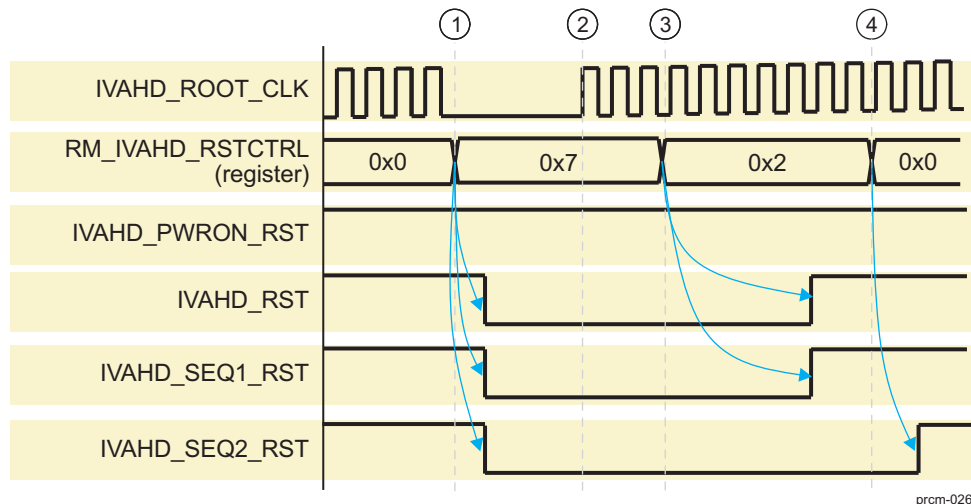 1 2 3 4
IVAHD_ROOT_CLK
RM_IVAHD_RSTCTRL
(register)
0x0 0x7 0x2 0x0
IVAHD_PWRON_RST
IVAHD_RST
IVAHD_SEQ1_RST
IVAHD_SEQ2_RST
prcm-026